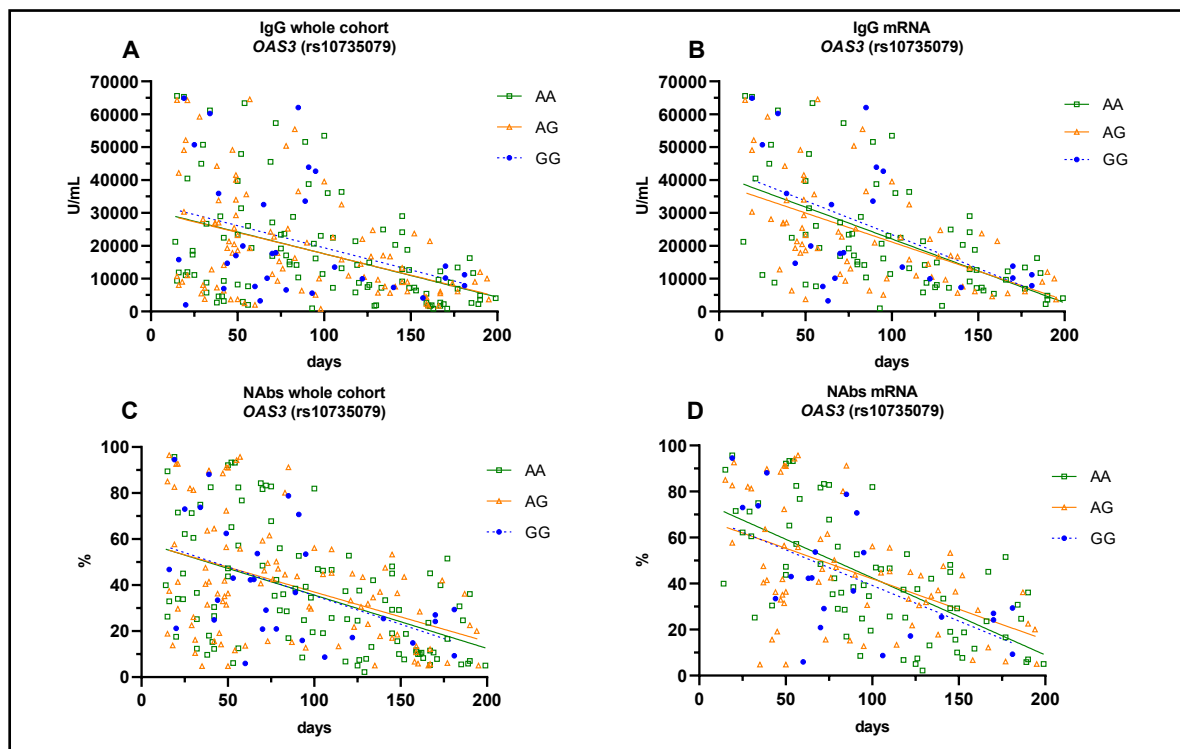 A
IgG whole cohort
OAS3 (rs10735079)
70000
60000
50000
40000
30000
20000
10000
0
U/mL
0 50 100 150 200
days
AA
AG
GG
B
IgG mRNA
OAS3 (rs10735079)
70000
60000
50000
40000
30000
20000
10000
0
U/mL
0 25 50 75 100 125 150 175 200
days
AA
AG
GG
C
NAbs whole cohort
OAS3 (rs10735079)
100
80
60
40
20
0
%
0 50 100 150 200
days
AA
AG
GG
D
NAbs mRNA
OAS3 (rs10735079)
100
80
60
40
20
0
%
0 50 100 150 200
days
AA
AG
GG